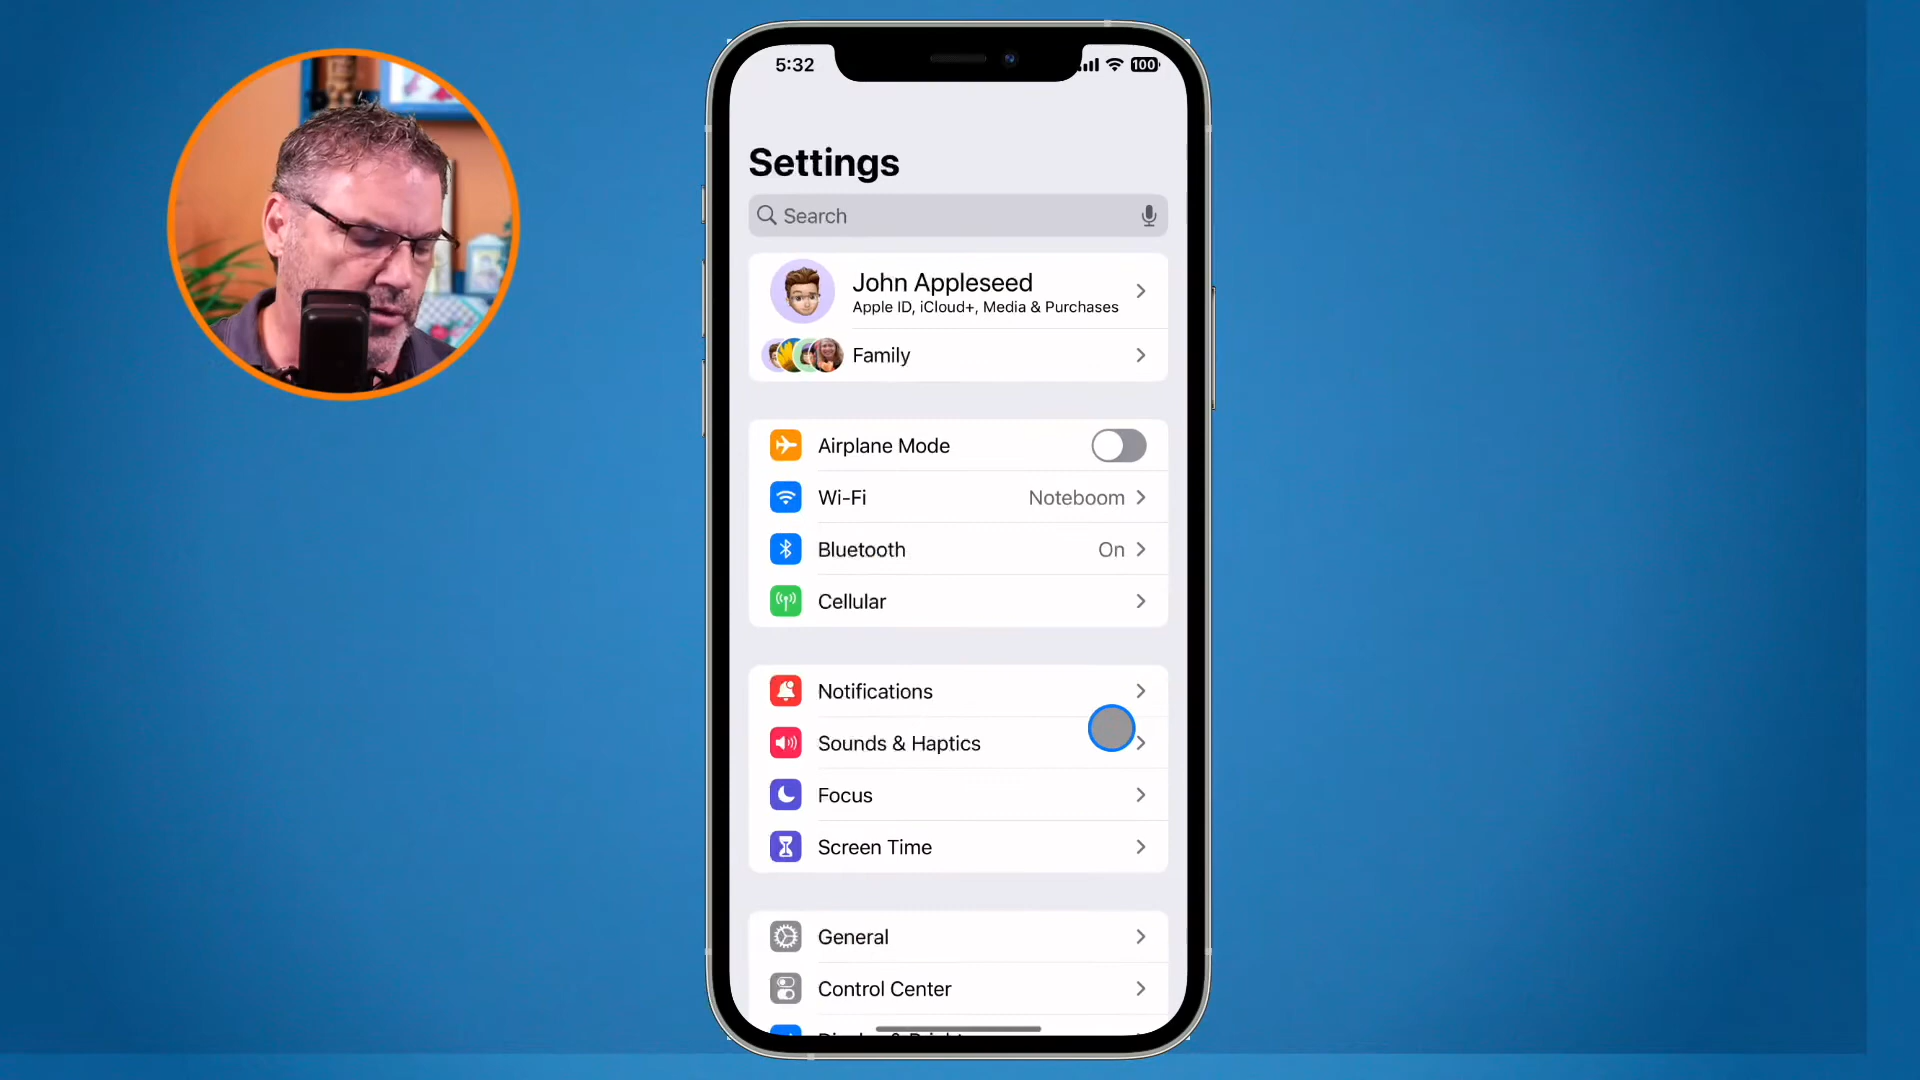 5:32
100
Settings
Search
John Appleseed
Apple ID, iCloud+, Media & Purchases
Family
Airplane Mode
Wi-Fi Noteboom
Bluetooth On
Cellular
Notifications
Sounds & Haptics
Focus
Screen Time
General
Control Center